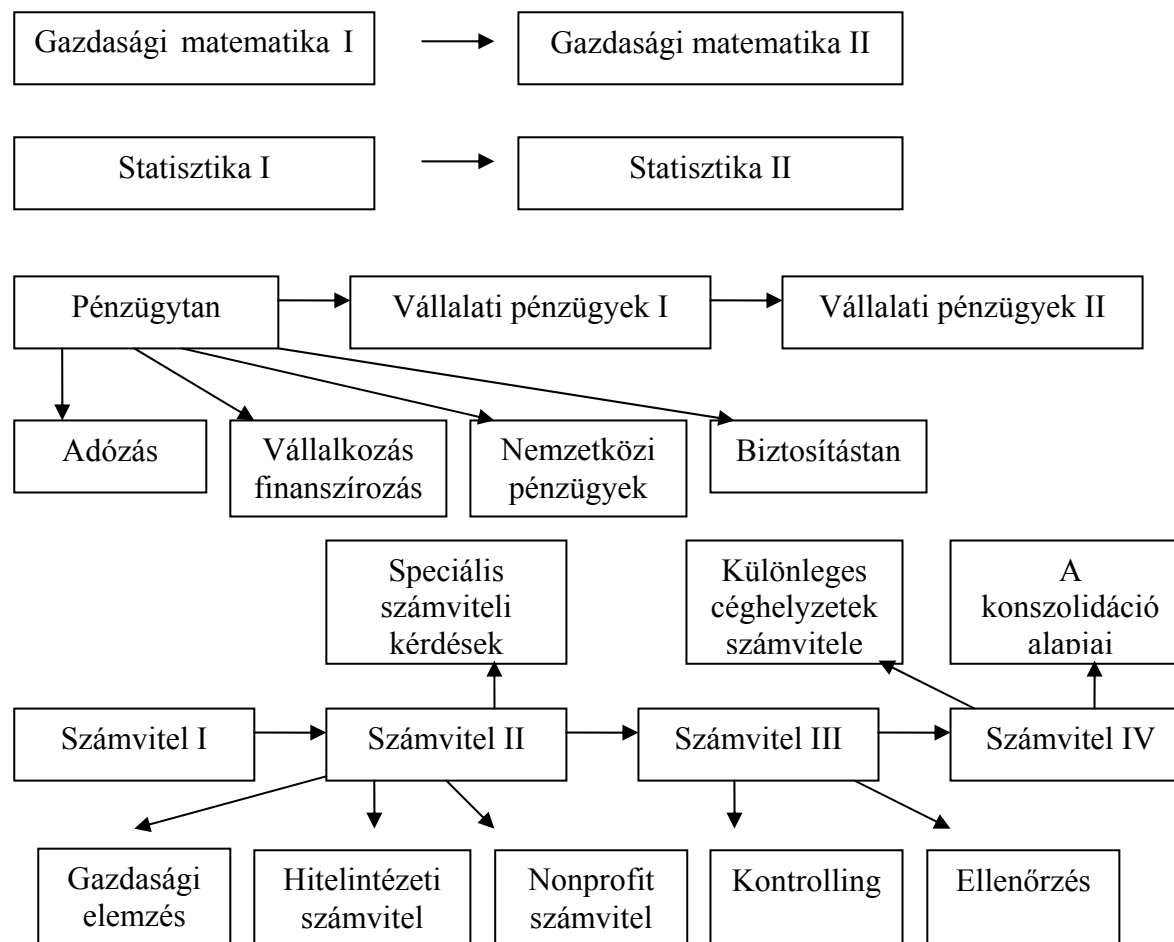 Gazdasági matematika I
Gazdasági matematika II
Statisztika I
Statisztika II
Pénzügytan
Vállalati pénzügyek I
Vállalati pénzügyek II
Adózás
Vállalkozás
finanszírozás
Nemzetközi
pénzügyek
Biztosítástan
Speciális
számviteli
kérdések
Különleges
céghelyzetek
számvitele
A
konszolidáció
alapjai
Számvitel I
Számvitel II
Számvitel III
Számvitel IV
Gazdasági
elemzés
Hitelintézeti
számvitel
Nonprofit
számvitel
Kontrolling
Ellenőrzés